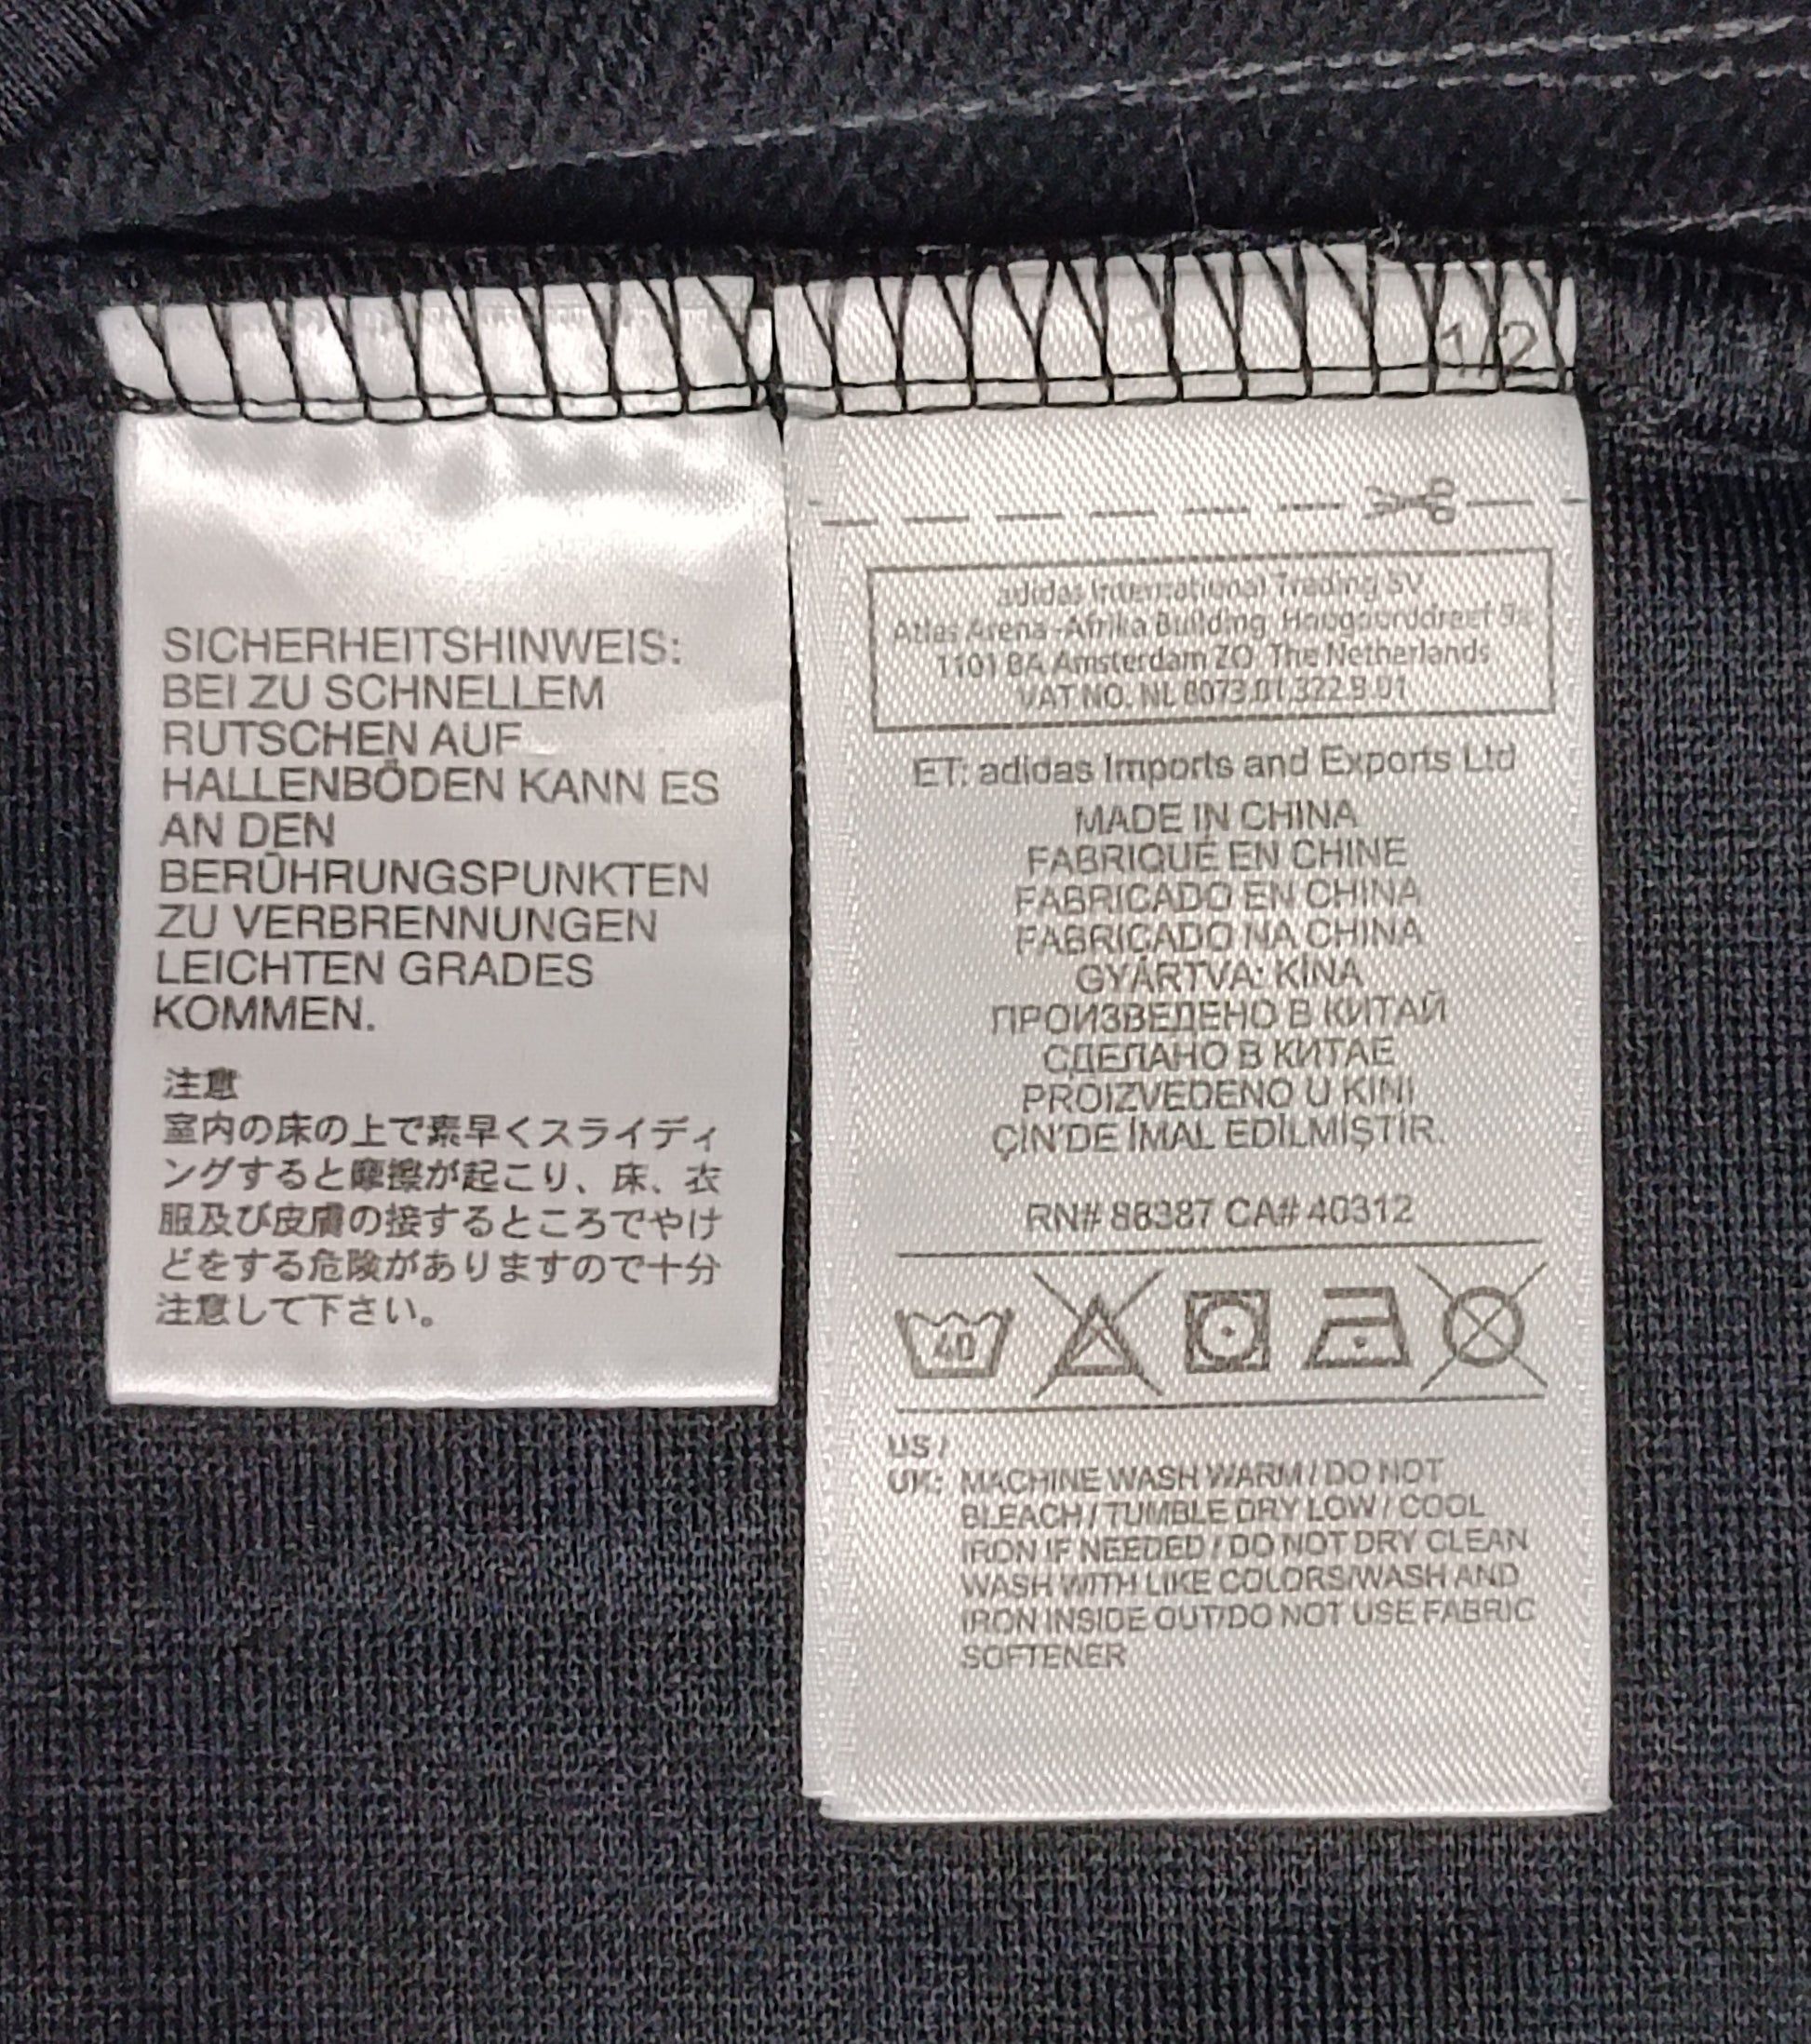 SICHERHEITSHINWEIS:
BEI ZU SCHNELLEM
RUTSCHEN AUF
HALLENBÖDEN KANN ES
AN DEN
BERÜHRUNGSPUNKTEN
ZU VERBRENNUNGEN
LEICHTEN GRADES
KOMMEN.
注意
室内の床の上で素早くスライディ
ングすると摩擦が起こり、床、衣
服及び皮膚の接するところでやけ
どをする危険がありますので十分
注意して下さい。
1/2
adidas International Trading BV
Atlas Arena-Afrika Building, Hoogoorddreef 9a
1101 BA Amsterdam ZO The Netherlands
VAT NO. NL 8073.01.322.B.01
ET: adidas Imports and Exports Ltd
MADE IN CHINA
FABRIQUÉ EN CHINE
FABRICADO EN CHINA
FABRICADO NA CHINA
GYÁRTVA: KÍNA
ПРОИЗВЕДЕНО В КИТАЙ
СДЕЛАНО В КИТАЕ
PROIZVEDENO U KINI
ÇİN'DE İMAL EDİLMİŞTİR.
RN# 88387 CA# 40312
40
US /
UK: MACHINE WASH WARM / DO NOT
BLEACH / TUMBLE DRY LOW / COOL
IRON IF NEEDED / DO NOT DRY CLEAN
WASH WITH LIKE COLORS/WASH AND
IRON INSIDE OUT/DO NOT USE FABRIC
SOFTENER